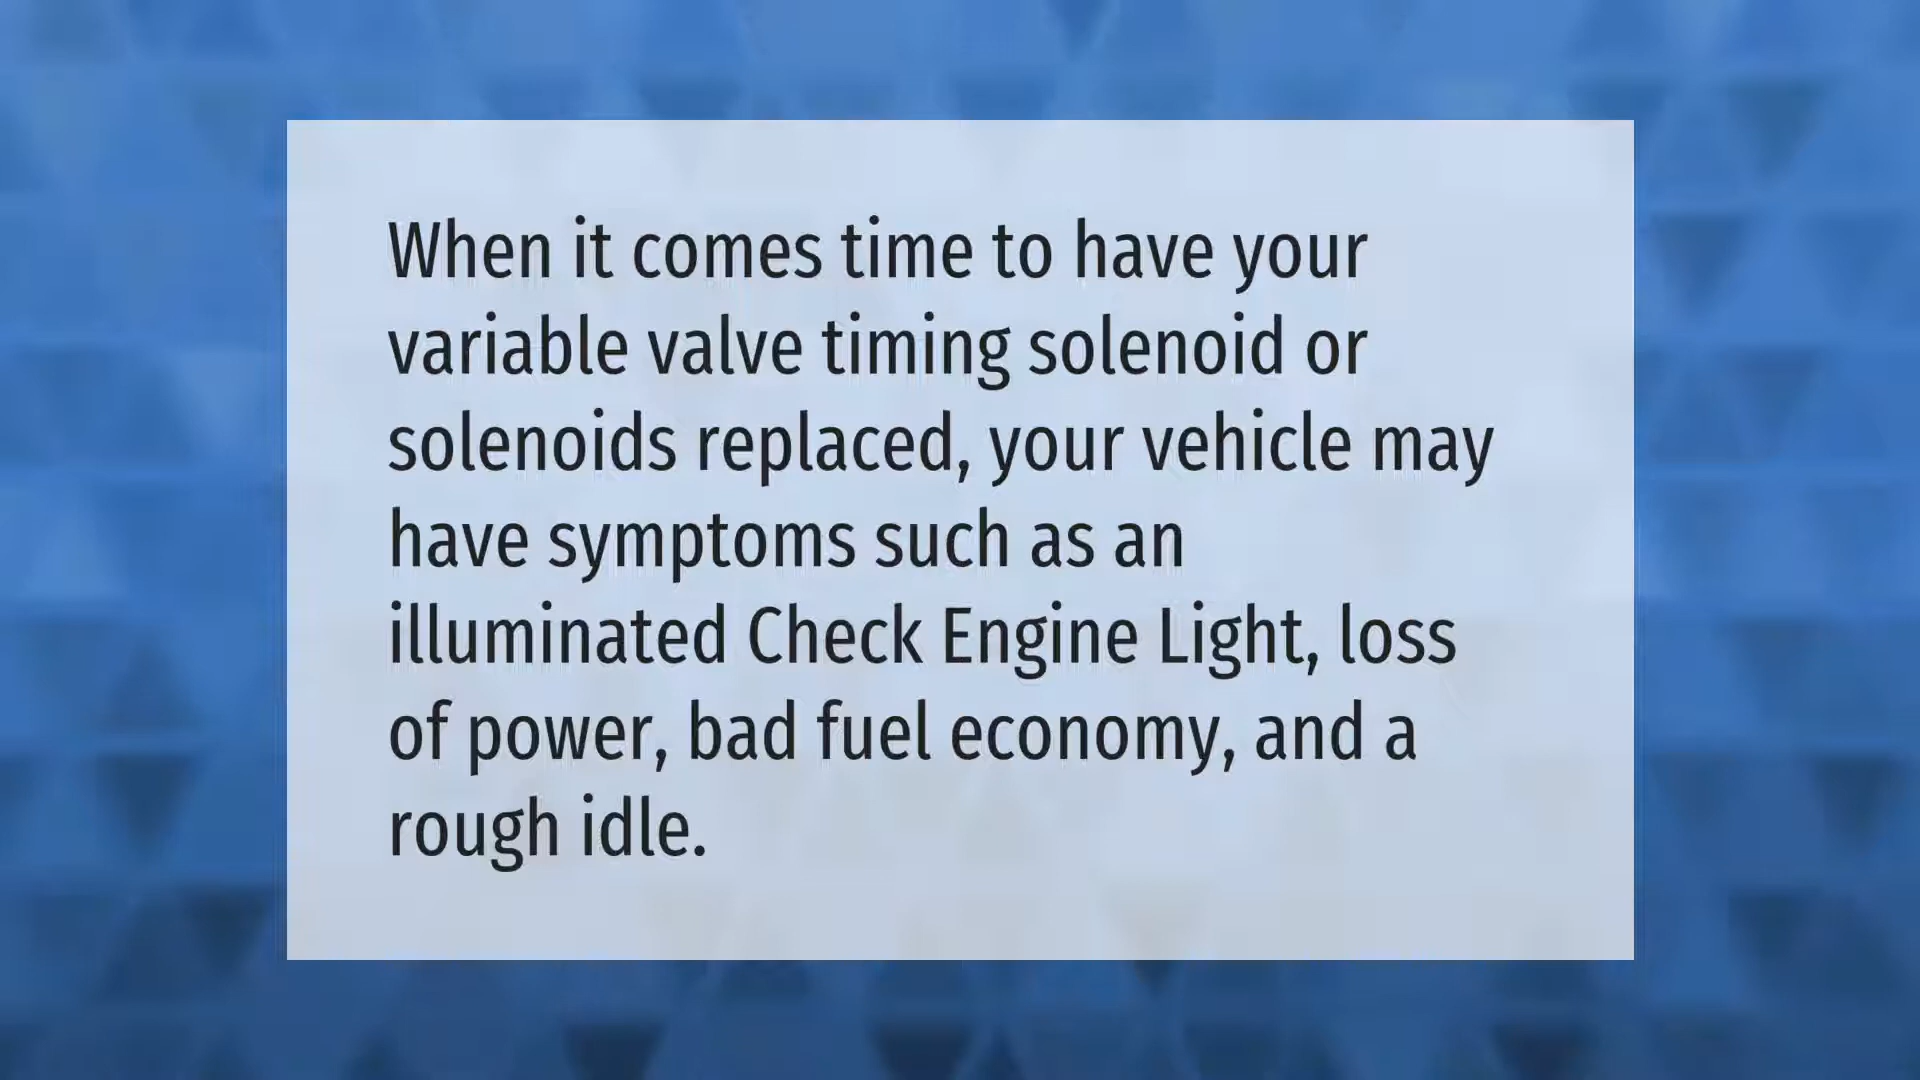 When it comes time to have your
variable valve timing solenoid or
solenoids replaced, your vehicle may
have symptoms such as an
illuminated Check Engine Light, loss
of power, bad fuel economy, and a
rough idle.